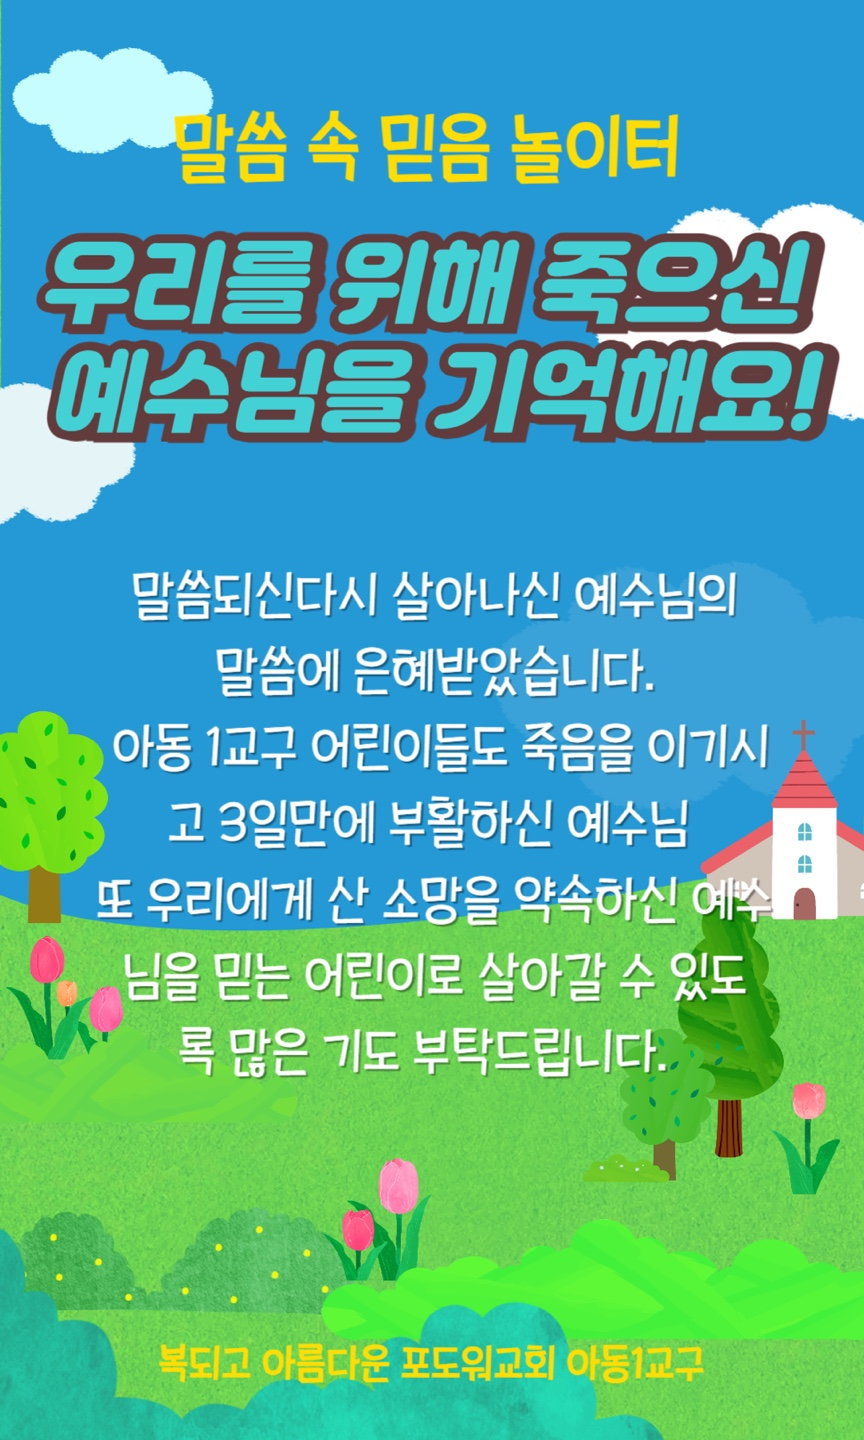 말씀 속 믿음 놀이터
우리를 위해 죽으신
예수님을 기억해요!
말씀되신다시 살아나신 예수님의
말씀에 은혜받았습니다.
아동 1교구 어린이들도 죽음을 이기시
고 3일만에 부활하신 예수님
또 우리에게 산 소망을 약속하신 예수
님을 믿는 어린이로 살아갈 수 있도
록 많은 기도 부탁드립니다.
복되고 아름다운 포도워교회 아동1교구